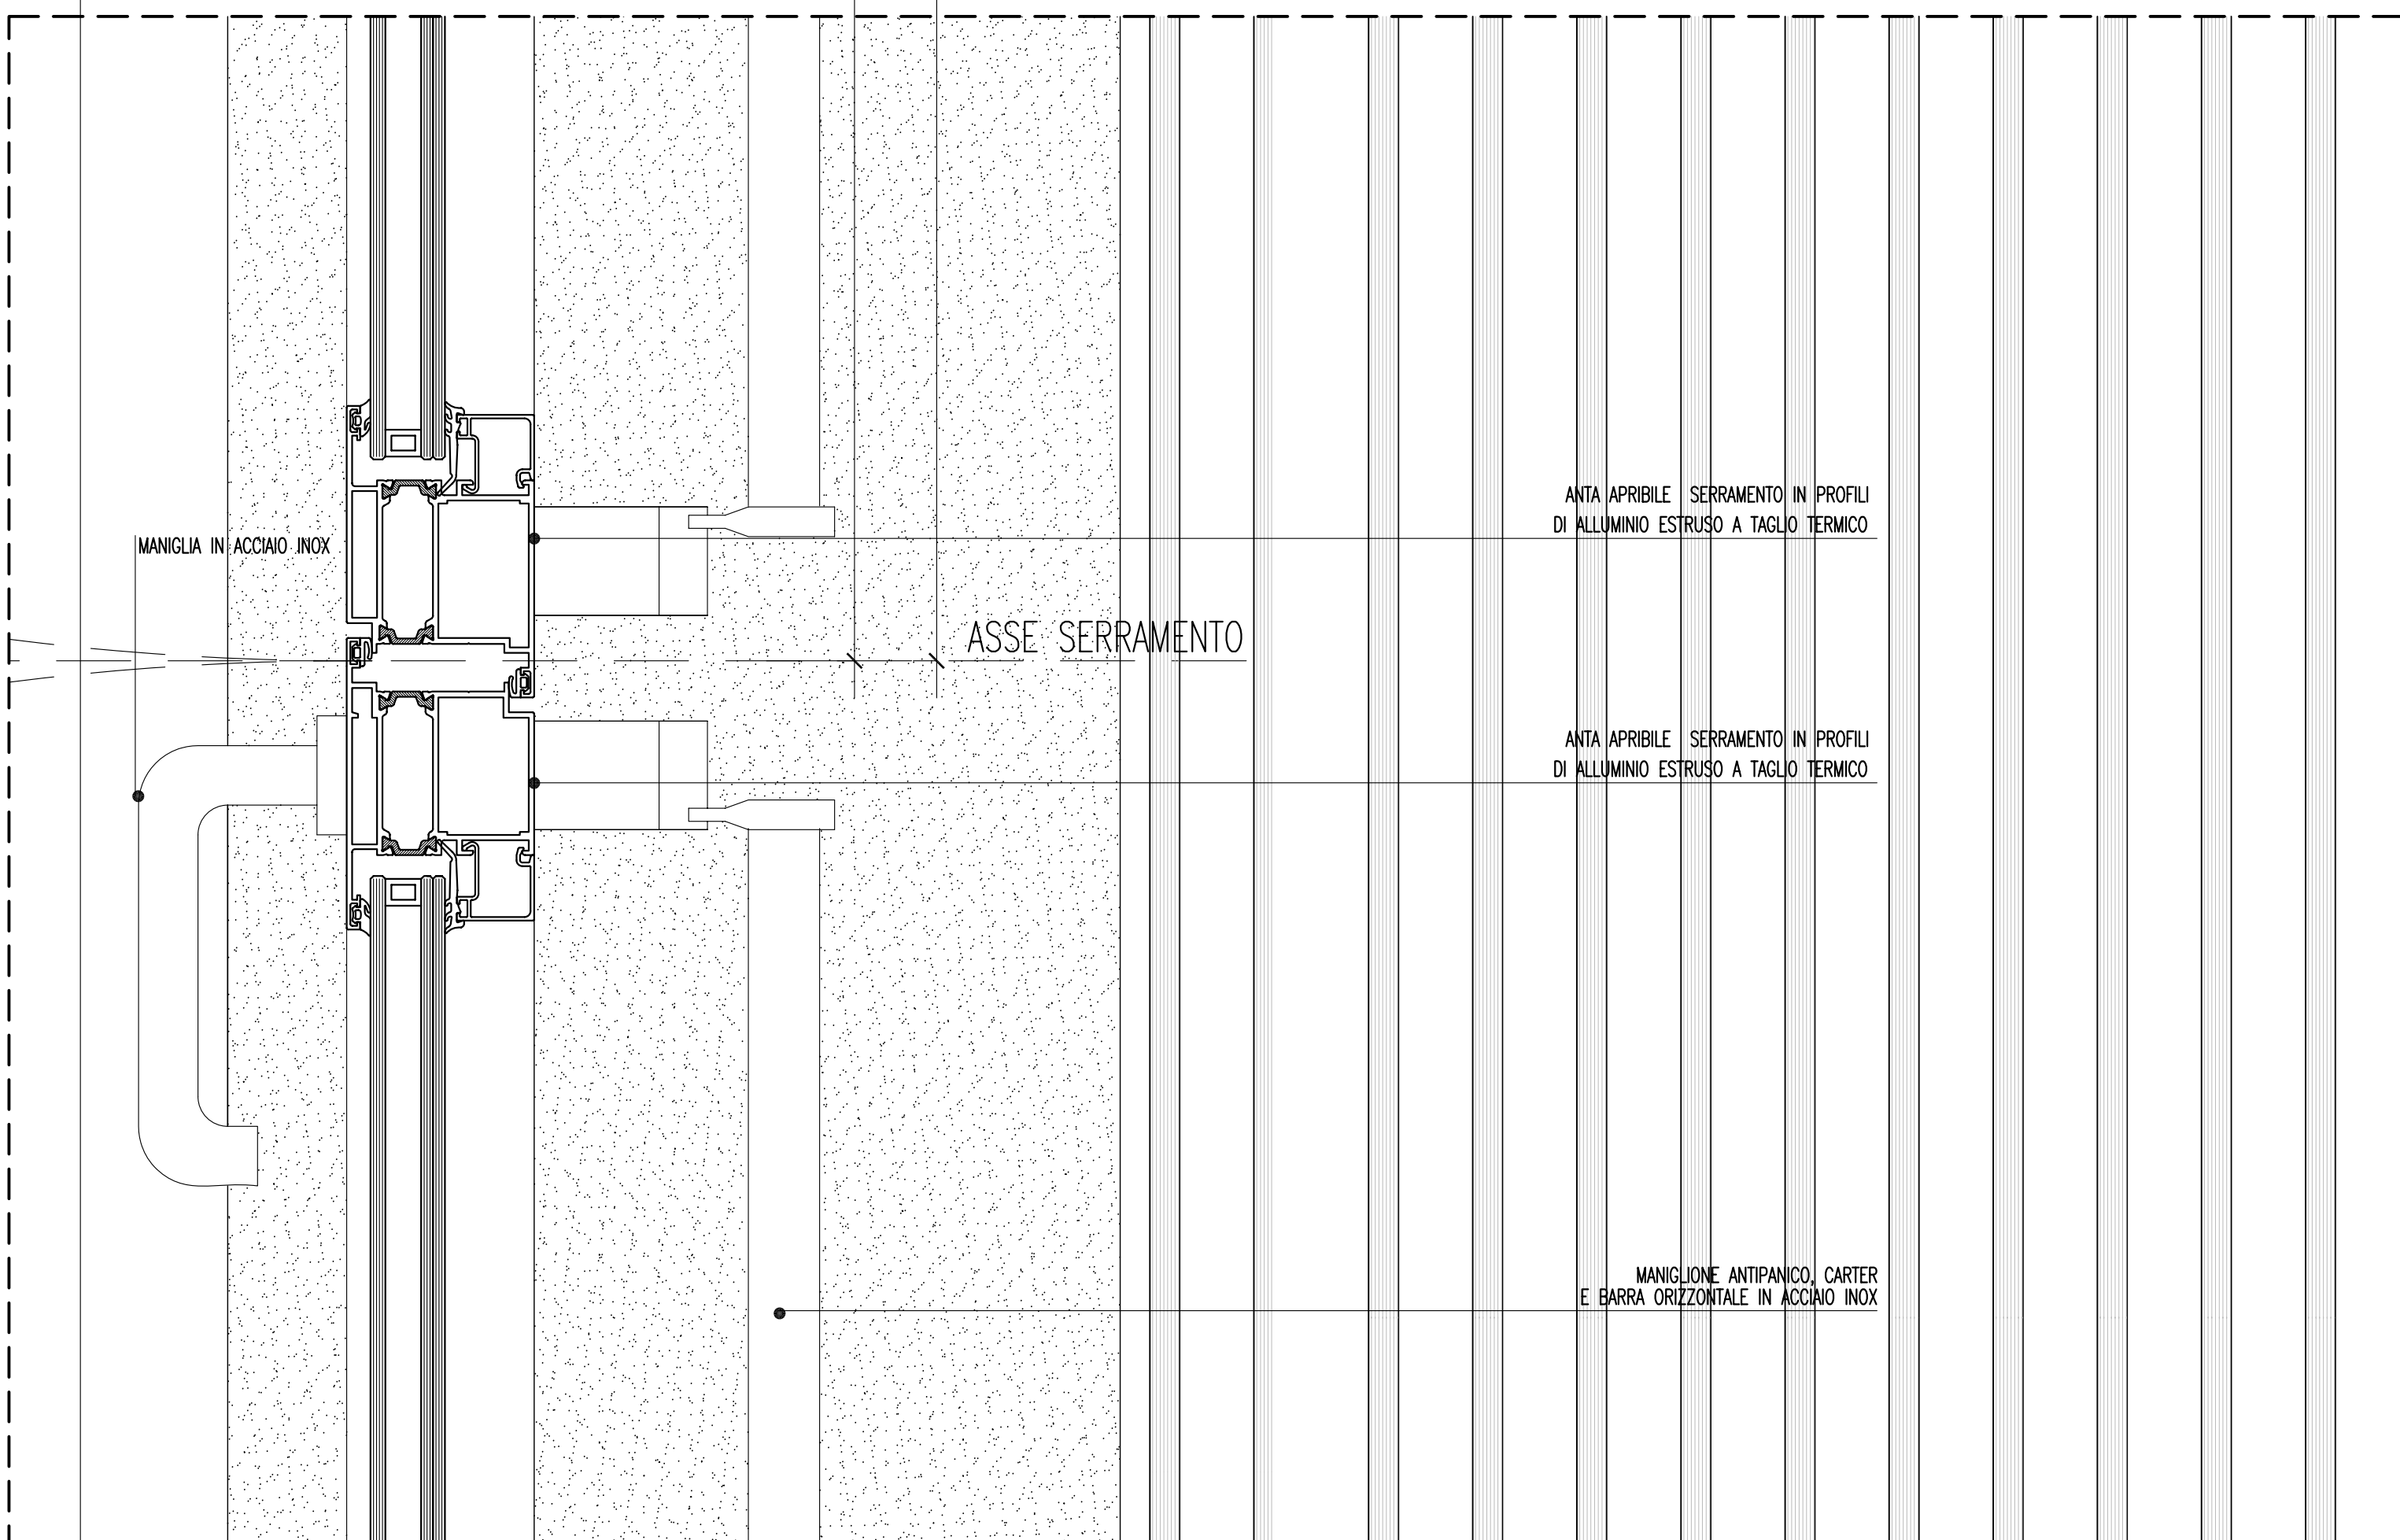 ANTA APRIBILE SERRAMENTO IN PROFILI
DI ALLUMINIO ESTRUSO A TAGLIO TERMICO
MANIGLIA IN ACCIAIO INOX
ASSE SERRAMENTO
ANTA APRIBILE SERRAMENTO IN PROFILI
DI ALLUMINIO ESTRUSO A TAGLIO TERMICO
MANIGLIONE ANTIPANICO, CARTER
E BARRA ORIZZONTALE IN ACCIAIO INOX